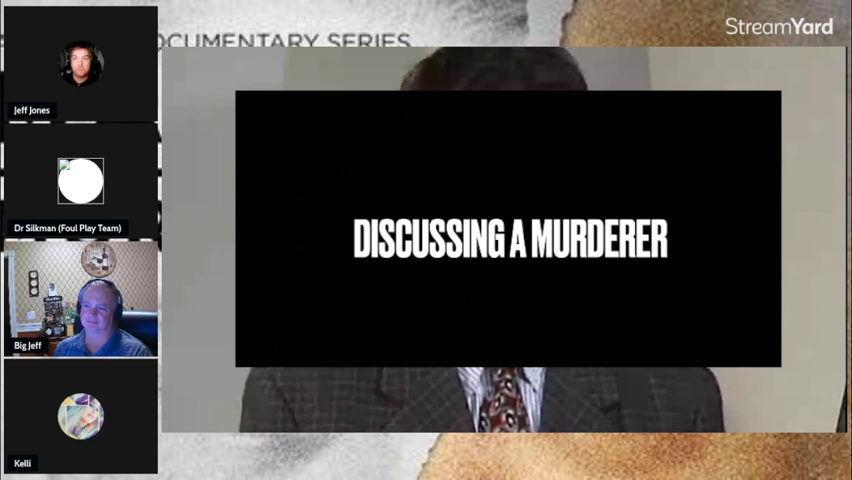 StreamYard
OCUMENTARY SERIES
Jeff Jones
DISCUSSING A MURDERER
Dr Silkman (Foul Play Team)
Big Jeff
Kelli